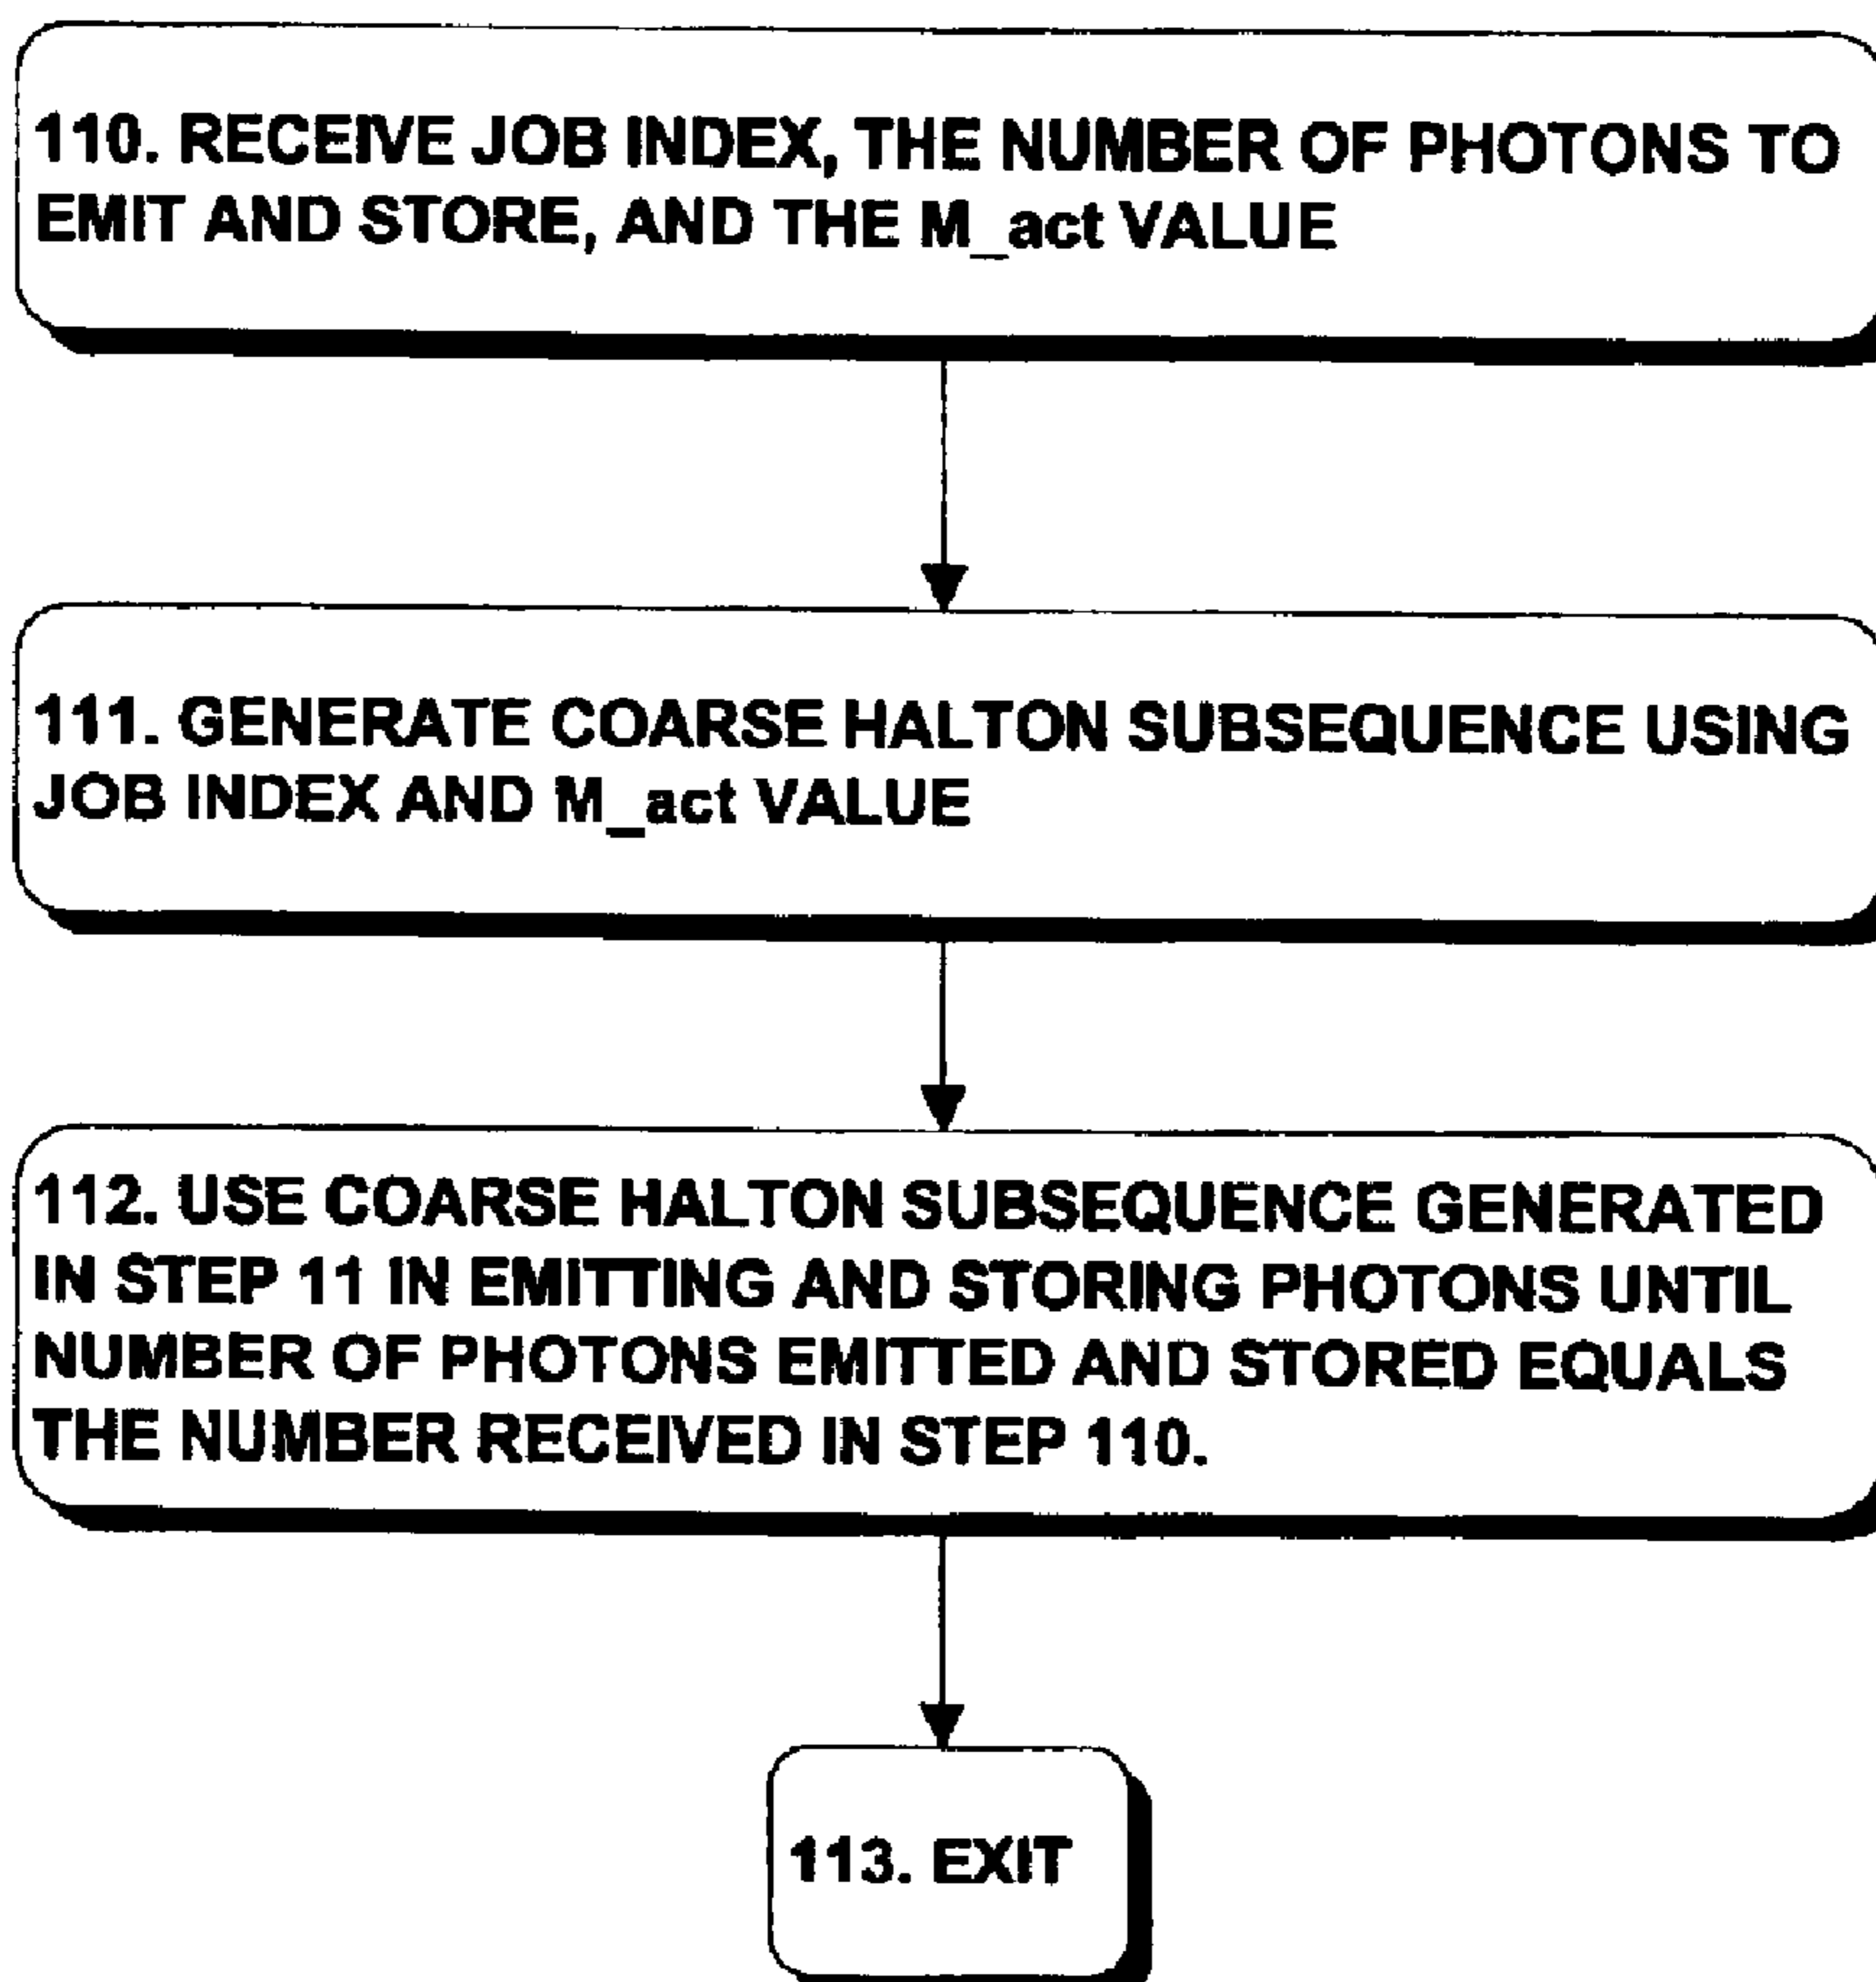 110. RECEIVE JOB INDEX, THE NUMBER OF PHOTONS TO
EMIT AND STORE, AND THE M_act VALUE
111. GENERATE COARSE HALTON SUBSEQUENCE USING
JOB INDEX AND M_act VALUE
112. USE COARSE HALTON SUBSEQUENCE GENERATED
IN STEP 11 IN EMITTING AND STORING PHOTONS UNTIL
NUMBER OF PHOTONS EMITTED AND STORED EQUALS
THE NUMBER RECEIVED IN STEP 110.
113. EXIT